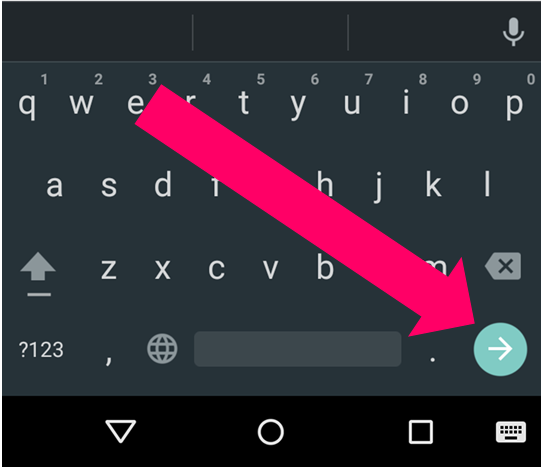 1 2 3 4 5 6 7 8 9 0
q w e r t y u i o p
a s d f h j k l
z x c v b m
?123 , .